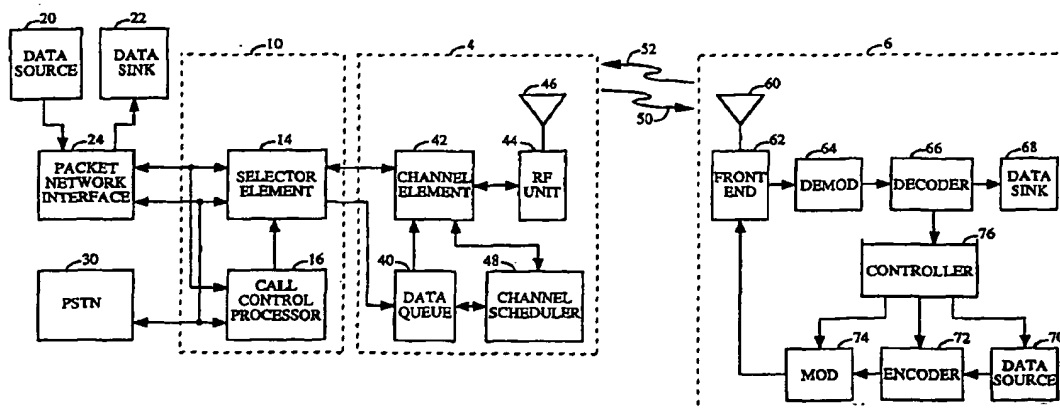 20
DATA
SOURCE
22
DATA
SINK
24
PACKET
NETWORK
INTERFACE
30
PSTN
10
14
SELECTOR
ELEMENT
16
CALL
CONTROL
PROCESSOR
4
46
42
CHANNEL
ELEMENT
44
RF
UNIT
40
DATA
QUEUE
48
CHANNEL
SCHEDULER
52
50
6
60
62
FRONT
END
64
DEMOD
66
DECODER
68
DATA
SINK
76
CONTROLLER
74
MOD
72
ENCODER
70
DATA
SOURCE